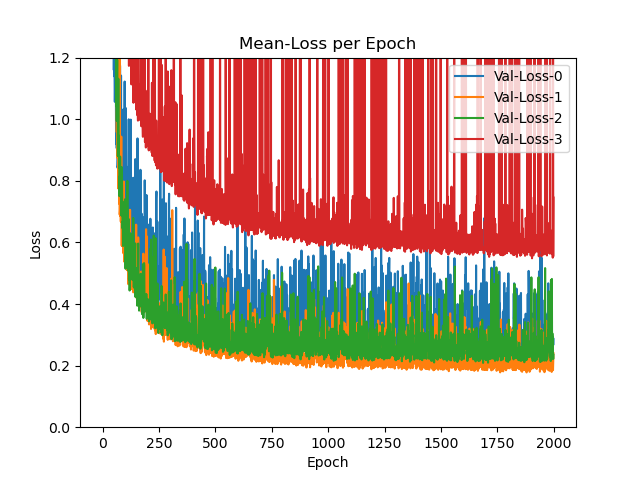 Mean-Loss per Epoch
1.2
1.0
0.8
0.6
0.4
0.2
0.0
Loss
Val-Loss-0
Val-Loss-1
Val-Loss-2
Val-Loss-3
0 250 500 750 1000 1250 1500 1750 2000
Epoch